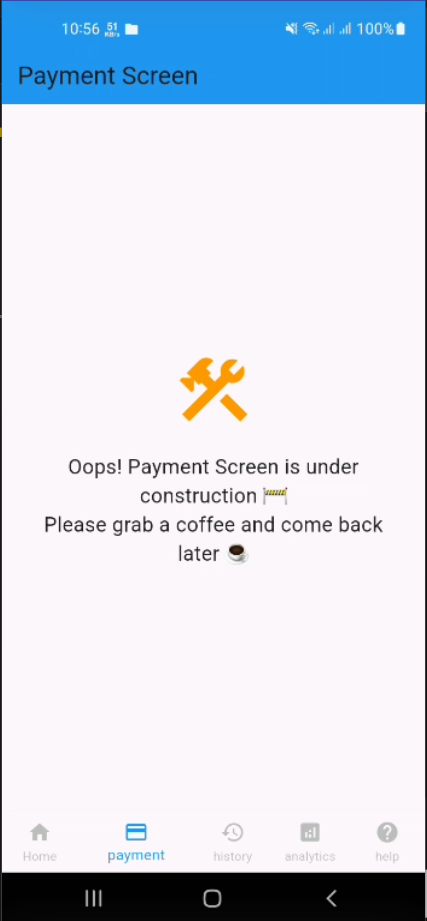 10:56 51 KB/s 100%
Payment Screen
Oops! Payment Screen is under
construction 🚧
Please grab a coffee and come back
later ☕
Home payment history analytics help